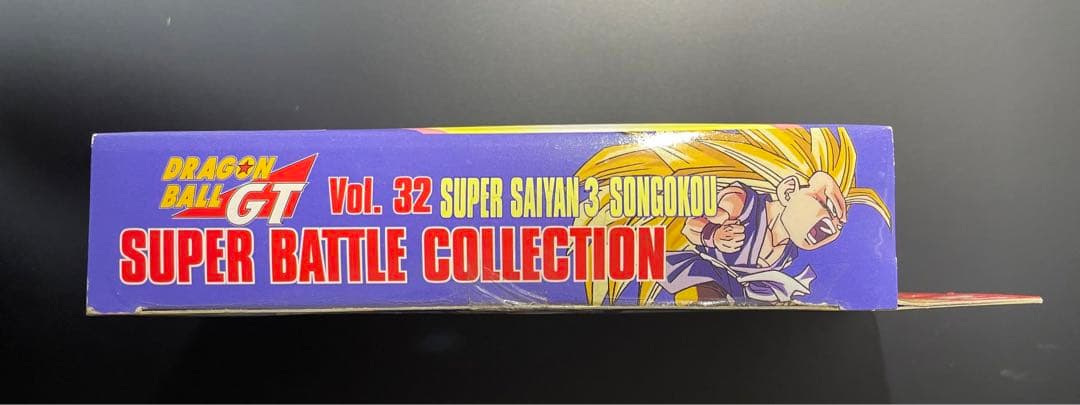 DRAGON
BALL GT
Vol. 32 SUPER SAIYAN 3 SONGOKOU
SUPER BATTLE COLLECTION